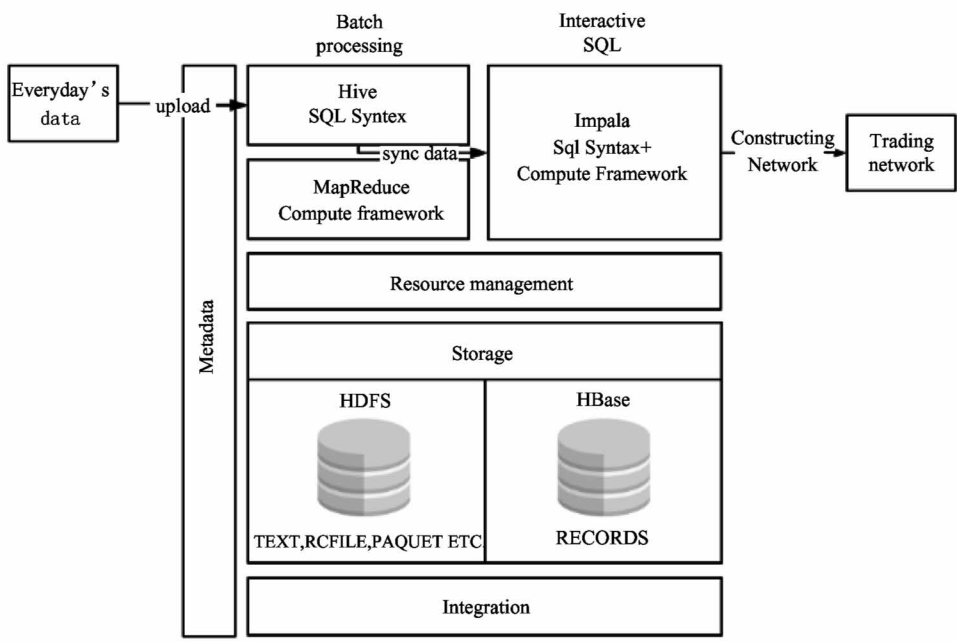 Batch
processing
Interactive
SQL
Everyday's
data
upload
Hive
SQL Syntex
sync data
MapReduce
Compute framework
Impala
Sql Syntax+
Compute Framework
Constructing
Network
Trading
network
Metadata
Resource management
Storage
HDFS
HBase
TEXT,RCFILE,PAQUET ETC.
RECORDS
Integration